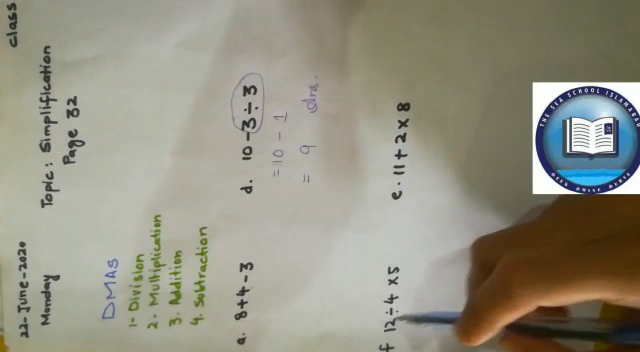 22-June-2020
Monday
class
Topic: Simplification
Page 32
DMAS
1- Division
2- Multiplication
3. Addition
4. Subtraction
a. 8+4-3
d. 10-3÷3
=10-1
= 9 Ans.
f 12÷4×5
e. 11+2×8
THE SEA SCHOOL ISLAMABAD